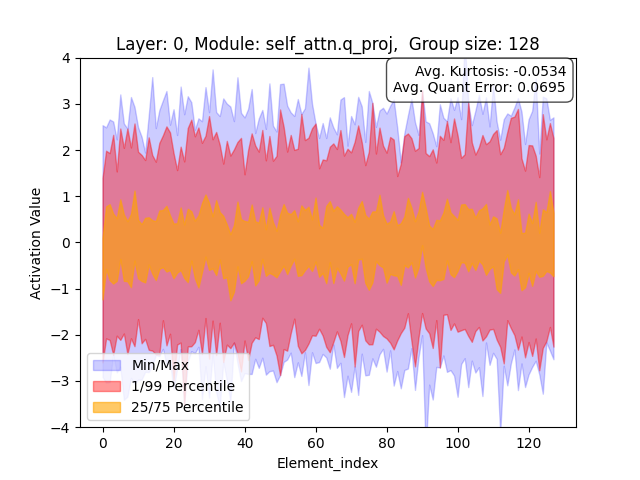 Layer: 0, Module: self_attn.q_proj,  Group size: 128
Avg. Kurtosis: -0.0534
Avg. Quant Error: 0.0695
Activation Value
4
3
2
1
0
−1
−2
−3
−4
Min/Max
1/99 Percentile
25/75 Percentile
0 20 40 60 80 100 120
Element_index